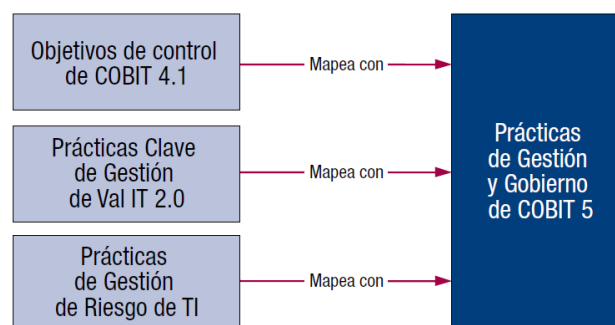 Objetivos de control
de COBIT 4.1
Mapea con
Prácticas Clave
de Gestión
de Val IT 2.0
Mapea con
Prácticas
de Gestión
de Riesgo de TI
Mapea con
Prácticas
de Gestión
y Gobierno
de COBIT 5